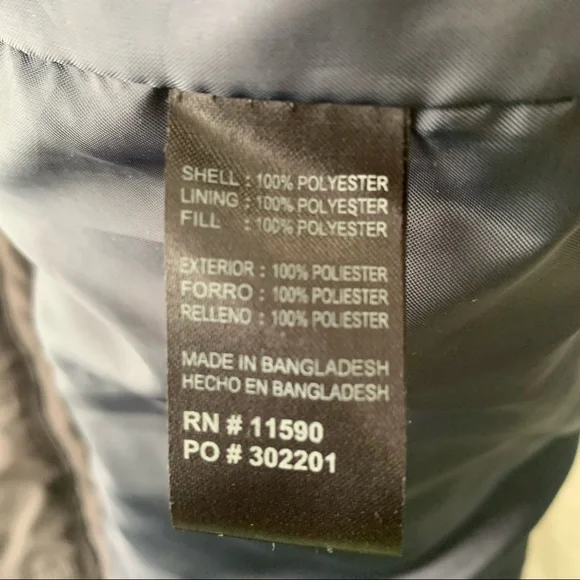 SHELL : 100% POLYESTER
LINING : 100% POLYESTER
FILL : 100% POLYESTER
EXTERIOR : 100% POLIESTER
FORRO : 100% POLIESTER
RELLENO : 100% POLIESTER
MADE IN BANGLADESH
HECHO EN BANGLADESH
RN # 11590
PO # 302201